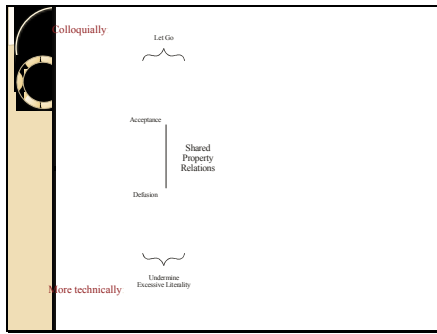 Colloquially
Let Go
Acceptance
Shared
Property
Relations
Defusion
Undermine
Excessive Literality
More technically